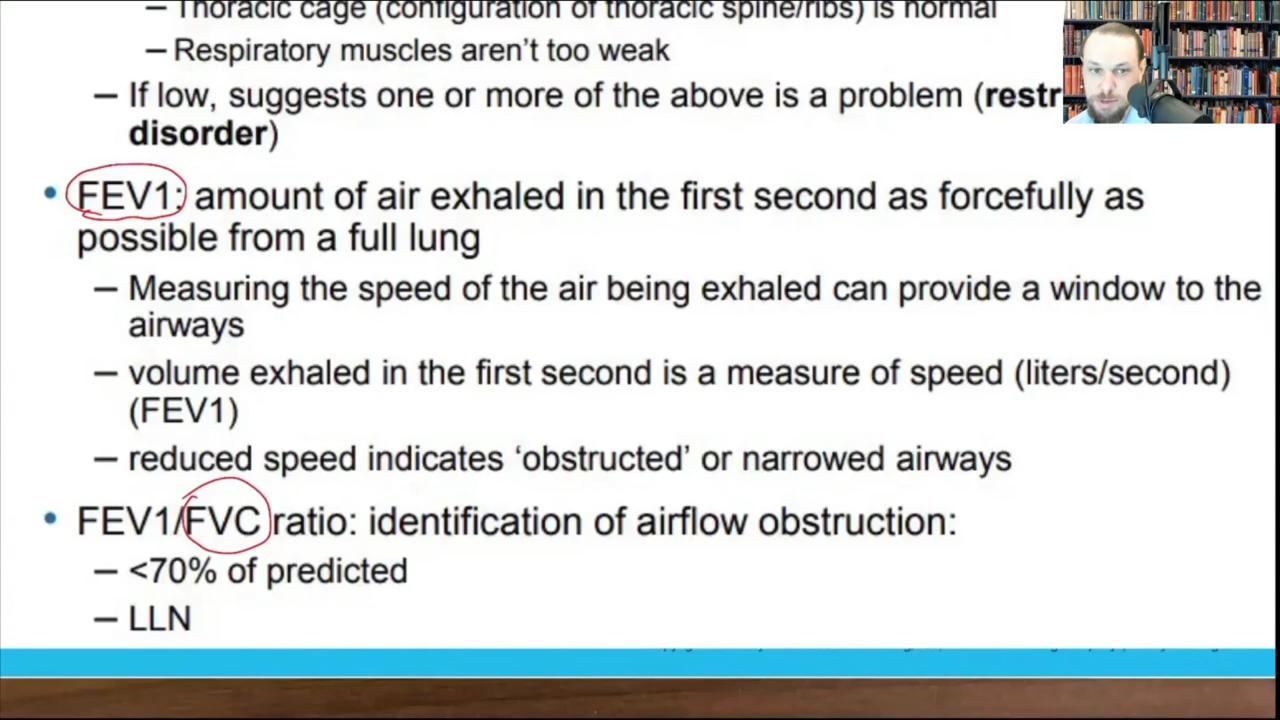 – Thoracic cage (configuration of thoracic spine/ribs) is normal
– Respiratory muscles aren't too weak
– If low, suggests one or more of the above is a problem (restr
disorder)
• FEV1: amount of air exhaled in the first second as forcefully as
possible from a full lung
– Measuring the speed of the air being exhaled can provide a window to the
airways
– volume exhaled in the first second is a measure of speed (liters/second)
(FEV1)
– reduced speed indicates ‘obstructed’ or narrowed airways
• FEV1/FVC ratio: identification of airflow obstruction:
– <70% of predicted
– LLN